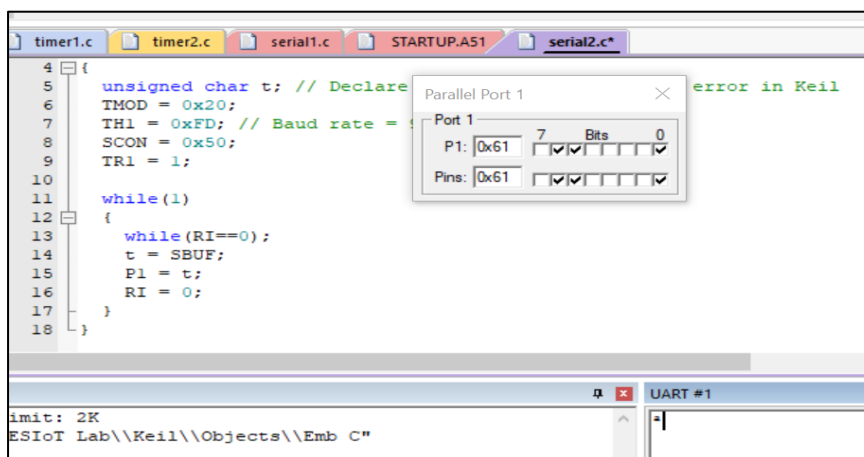 timer1.c timer2.c serial1.c STARTUP.A51 serial2.c*
4 {
5 unsigned char t; // Declare error in Keil
6 TMOD = 0x20;
7 TH1 = 0xFD; // Baud rate =
8 SCON = 0x50;
9 TR1 = 1;
10
11 while(1)
12 {
13 while(RI==0);
14 t = SBUF;
15 P1 = t;
16 RI = 0;
17 }
18 }
Parallel Port 1
Port 1
7 Bits 0
P1: 0x61
Pins: 0x61
imit: 2K
ESIoT Lab\\Keil\\Objects\\Emb C"
UART #1
a